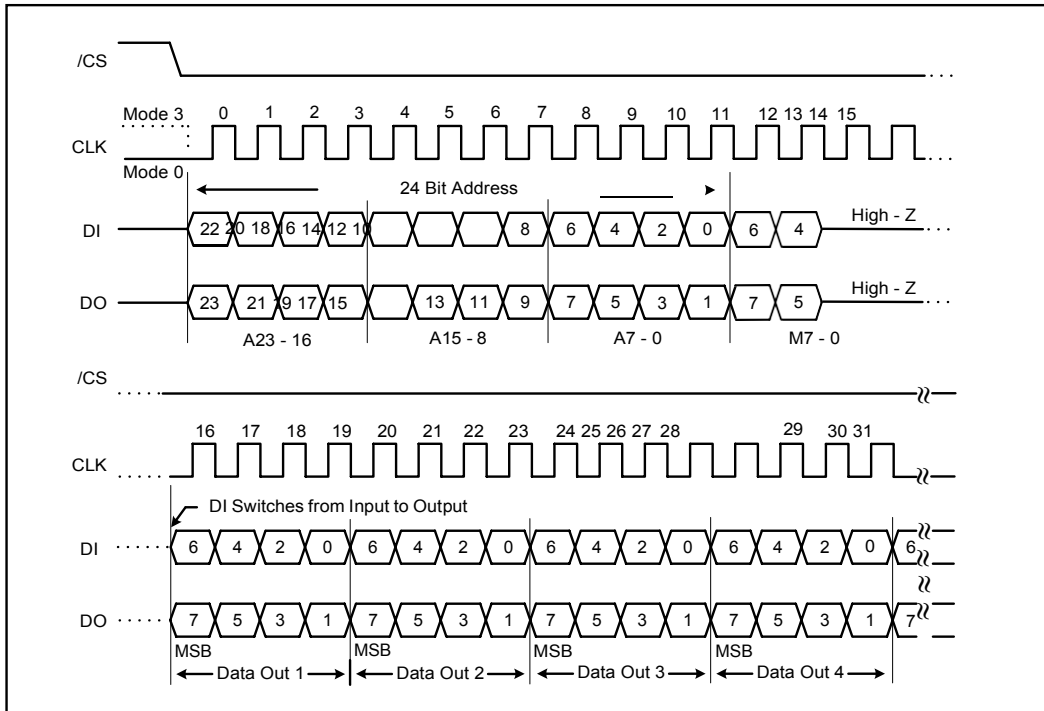 /CS
Mode 3 0 1 2 3 4 5 6 7 8 9 10 11 12 13 14 15
CLK
Mode 0
24 Bit Address
DI 22 20 18 16 14 12 10 8 6 4 2 0 6 4 High - Z
DO 23 21 19 17 15 13 11 9 7 5 3 1 7 5 High - Z
A23 - 16 A15 - 8 A7 - 0 M7 - 0
/CS
16 17 18 19 20 21 22 23 24 25 26 27 28 29 30 31
CLK
DI Switches from Input to Output
DI 6 4 2 0 6 4 2 0 6 4 2 0 6 4 2 0 6
DO 7 5 3 1 7 5 3 1 7 5 3 1 7 5 3 1 7
MSB MSB MSB MSB
Data Out 1 Data Out 2 Data Out 3 Data Out 4